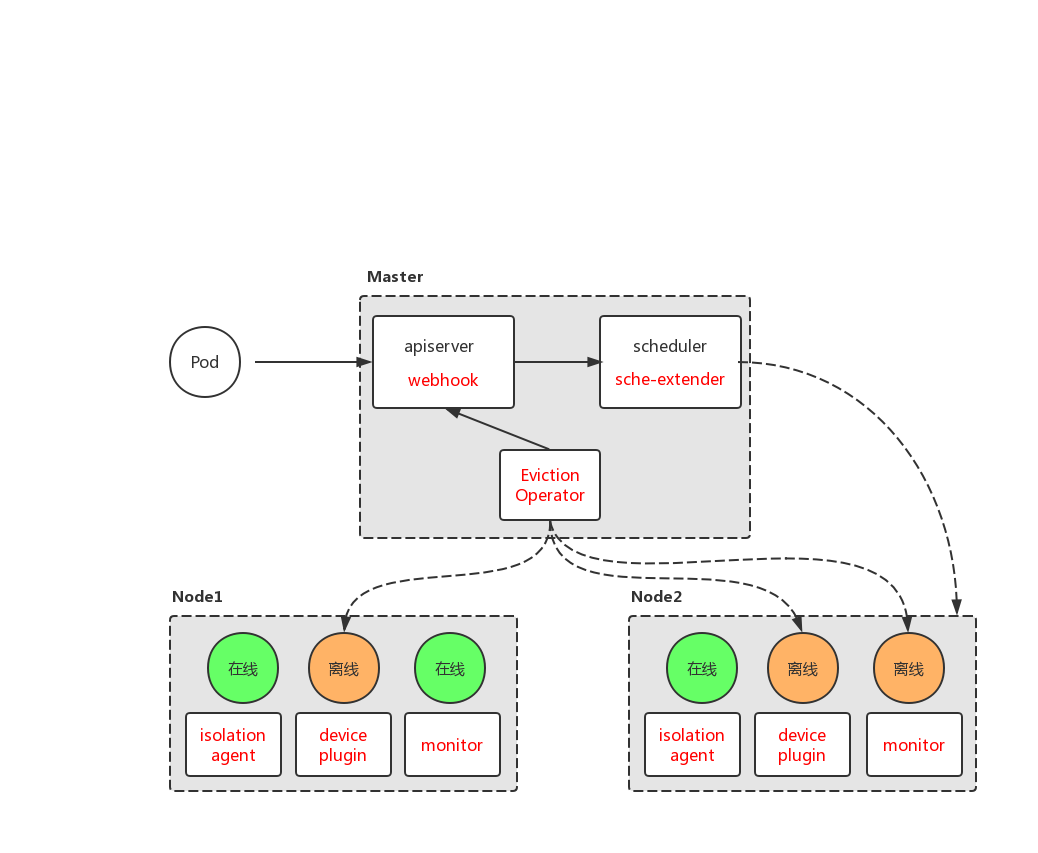 Master
Pod
apiserver
webhook
scheduler
sche-extender
Eviction
Operator
Node1
在线
离线
在线
isolation
agent
device
plugin
monitor
Node2
在线
离线
离线
isolation
agent
device
plugin
monitor